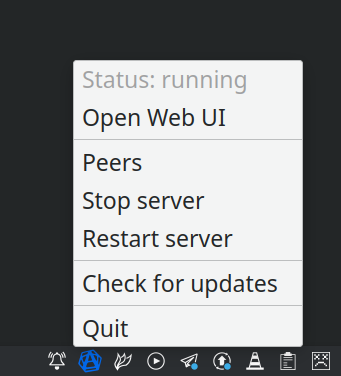 Status: running
Open Web UI
Peers
Stop server
Restart server
Check for updates
Quit